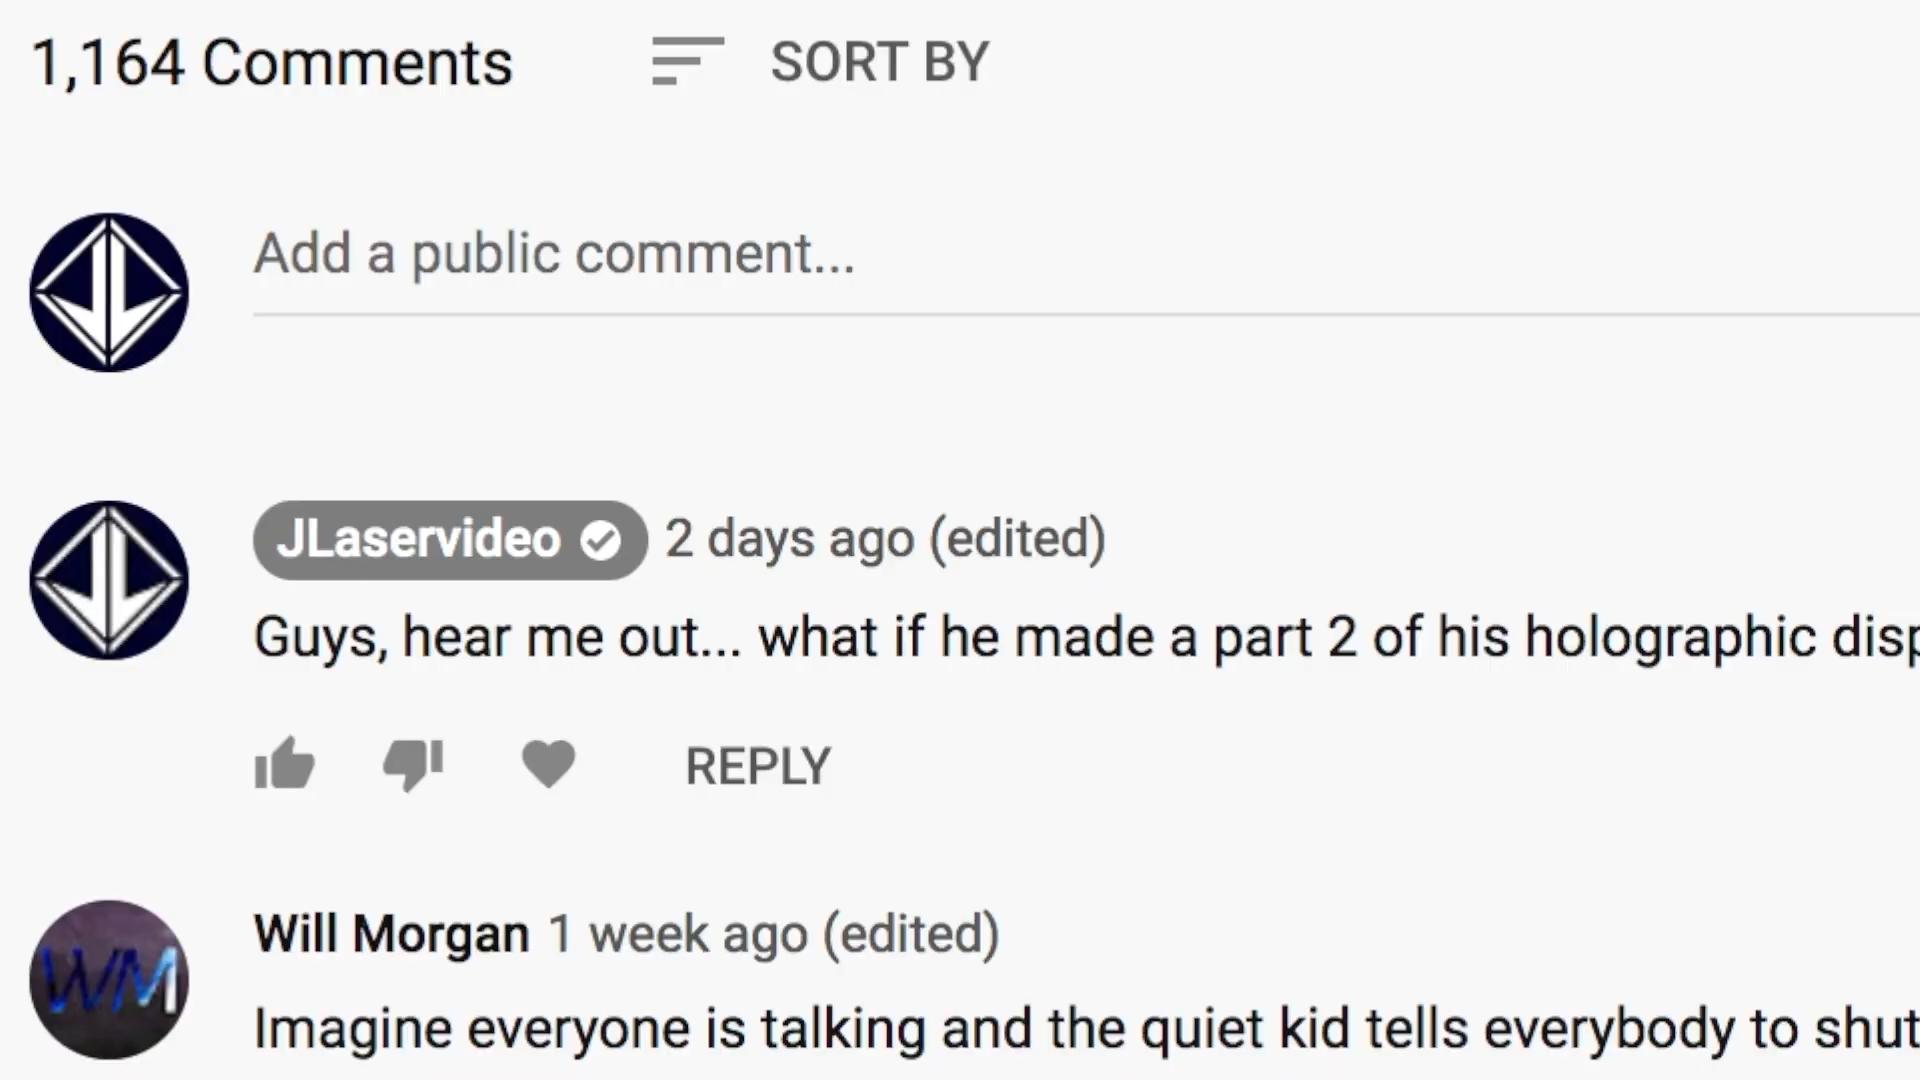 1,164 Comments SORT BY
Add a public comment...
JLaservideo 2 days ago (edited)
Guys, hear me out... what if he made a part 2 of his holographic
REPLY
WM
Will Morgan 1 week ago (edited)
Imagine everyone is talking and the quiet kid tells everybody to shut